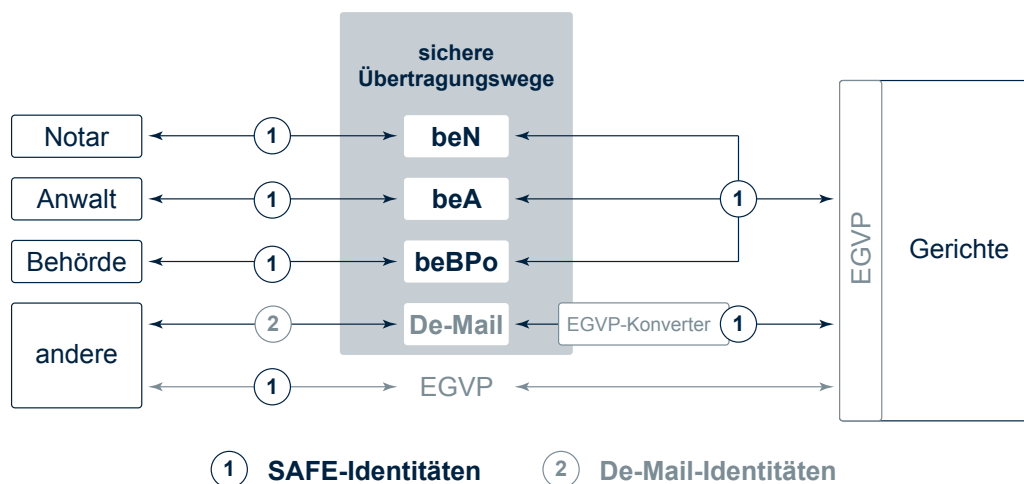 sichere
Übertragungswege
Notar 1 beN
Anwalt 1 beA 1
Behörde 1 beBPo
EGVP
Gerichte
andere
2 De-Mail EGVP-Konverter 1
1 EGVP
1 SAFE-Identitäten 2 De-Mail-Identitäten